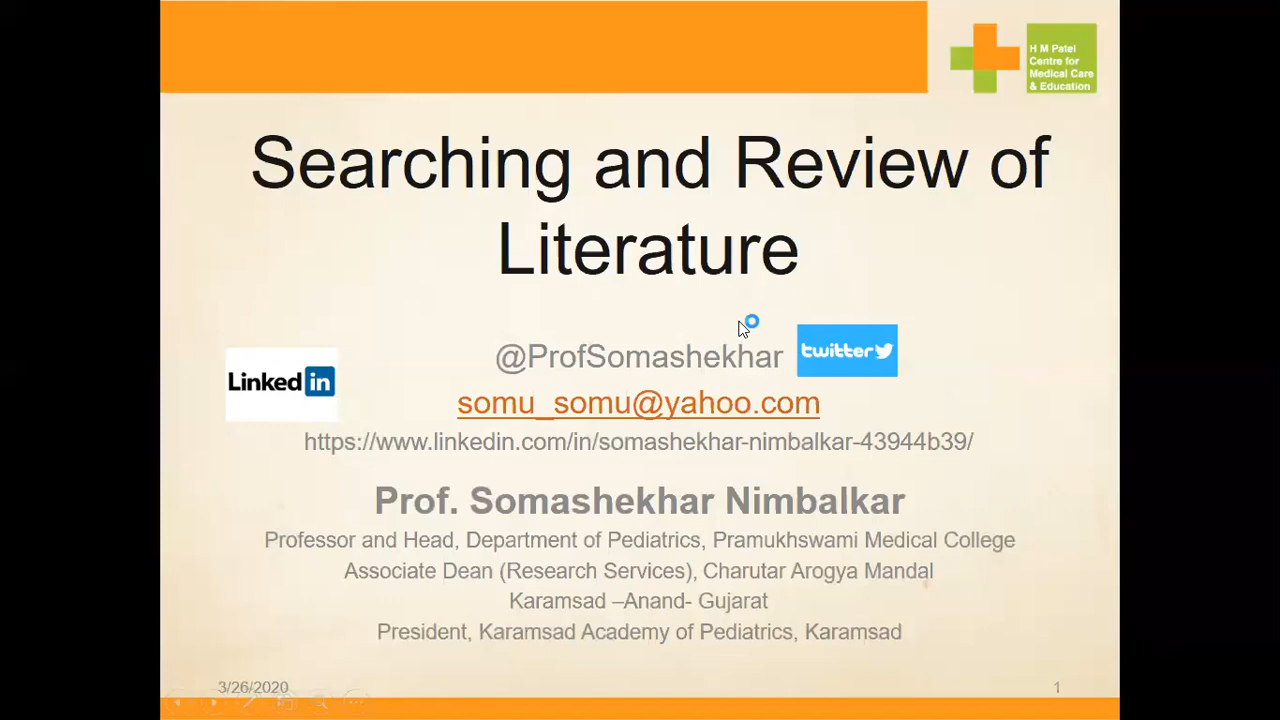 H M Patel
Centre for
Medical Care
& Education
Searching and Review of
Literature
@ProfSomashekhar
twitter
Linked in
somu_somu@yahoo.com
https://www.linkedin.com/in/somashekhar-nimbalkar-43944b39/
Prof. Somashekhar Nimbalkar
Professor and Head, Department of Pediatrics, Pramukhswami Medical College
Associate Dean (Research Services), Charutar Arogya Mandal
Karamsad –Anand- Gujarat
President, Karamsad Academy of Pediatrics, Karamsad
3/26/2020
1